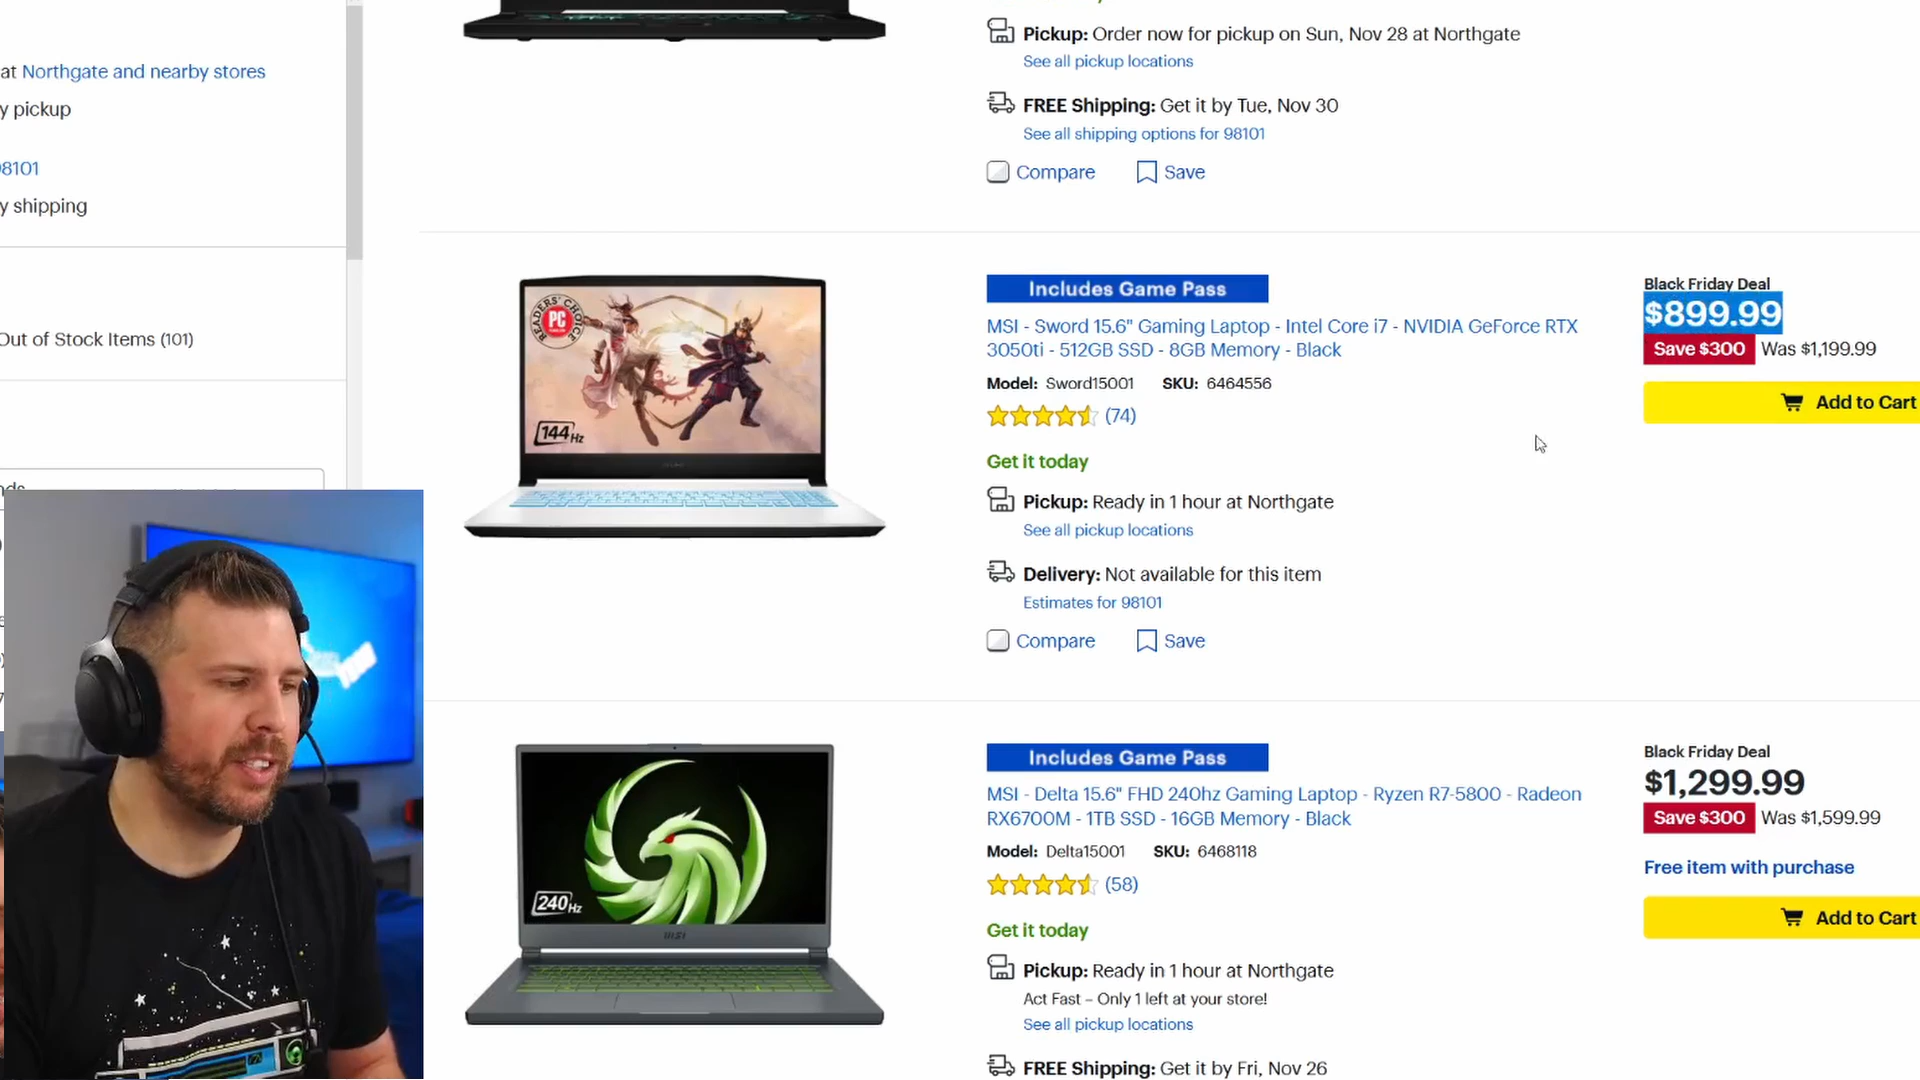 at Northgate and nearby stores
y pickup
98101
y shipping
Out of Stock Items (101)
Pickup: Order now for pickup on Sun, Nov 28 at Northgate
See all pickup locations
FREE Shipping: Get it by Tue, Nov 30
See all shipping options for 98101
Compare Save
READERS' CHOICE
PC
144Hz
Includes Game Pass
MSI - Sword 15.6" Gaming Laptop - Intel Core i7 - NVIDIA GeForce RTX
3050ti - 512GB SSD - 8GB Memory - Black
Model: Sword15001 SKU: 6464556
(74)
Get it today
Pickup: Ready in 1 hour at Northgate
See all pickup locations
Delivery: Not available for this item
Estimates for 98101
Compare Save
Black Friday Deal
$899.99
Save $300 Was $1,199.99
Add to Cart
240Hz
msi
Includes Game Pass
MSI - Delta 15.6" FHD 240hz Gaming Laptop - Ryzen R7-5800 - Radeon
RX6700M - 1TB SSD - 16GB Memory - Black
Model: Delta15001 SKU: 6468118
(58)
Get it today
Pickup: Ready in 1 hour at Northgate
Act Fast – Only 1 left at your store!
See all pickup locations
FREE Shipping: Get it by Fri, Nov 26
Black Friday Deal
$1,299.99
Save $300 Was $1,599.99
Free item with purchase
Add to Cart